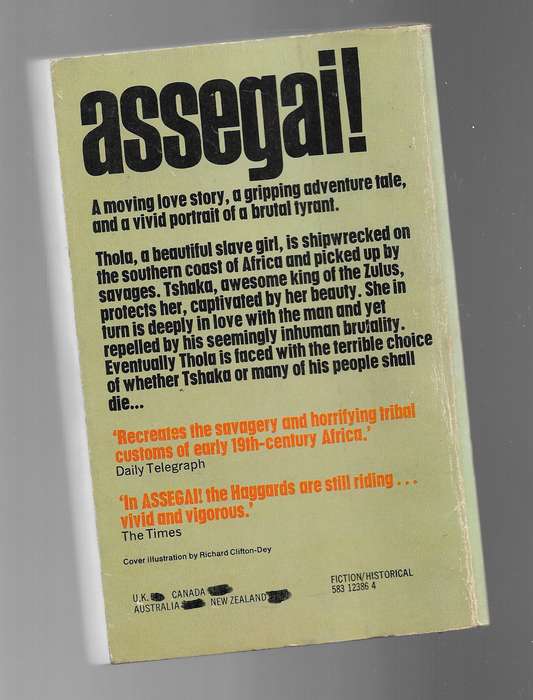 assegai!
A moving love story, a gripping adventure tale,
and a vivid portrait of a brutal tyrant.
Thola, a beautiful slave girl, is shipwrecked on
the southern coast of Africa and picked up by
savages. Tshaka, awesome king of the Zulus,
protects her, captivated by her beauty. She in
turn is deeply in love with the man and yet
repelled by his seemingly inhuman brutality.
Eventually Thola is faced with the terrible choice
of whether Tshaka or many of his people shall
die...
'Recreates the savagery and horrifying tribal
customs of early 19th-century Africa.'
Daily Telegraph
'In ASSEGAI! the Haggards are still riding . . .
vivid and vigorous.'
The Times
Cover illustration by Richard Clifton-Dey
U.K. CANADA
AUSTRALIA NEW ZEALAND
FICTION/HISTORICAL
583 12386 4